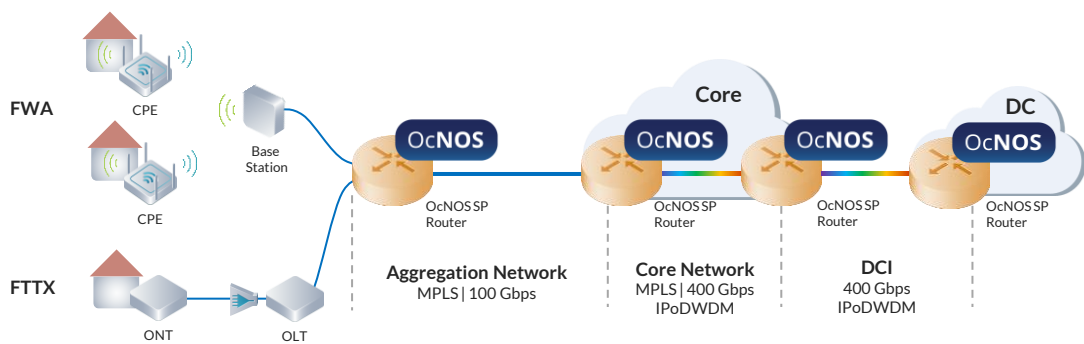 FWA
CPE
CPE
Base
Station
FTTX
ONT
OLT
OcNOS
OcNOS SP
Router
Aggregation Network
MPLS | 100 Gbps
Core
OcNOS
OcNOS SP
Router
Core Network
MPLS | 400 Gbps
IPoDWDM
OcNOS
OcNOS SP
Router
DCI
400 Gbps
IPoDWDM
DC
OcNOS
OcNOS SP
Router